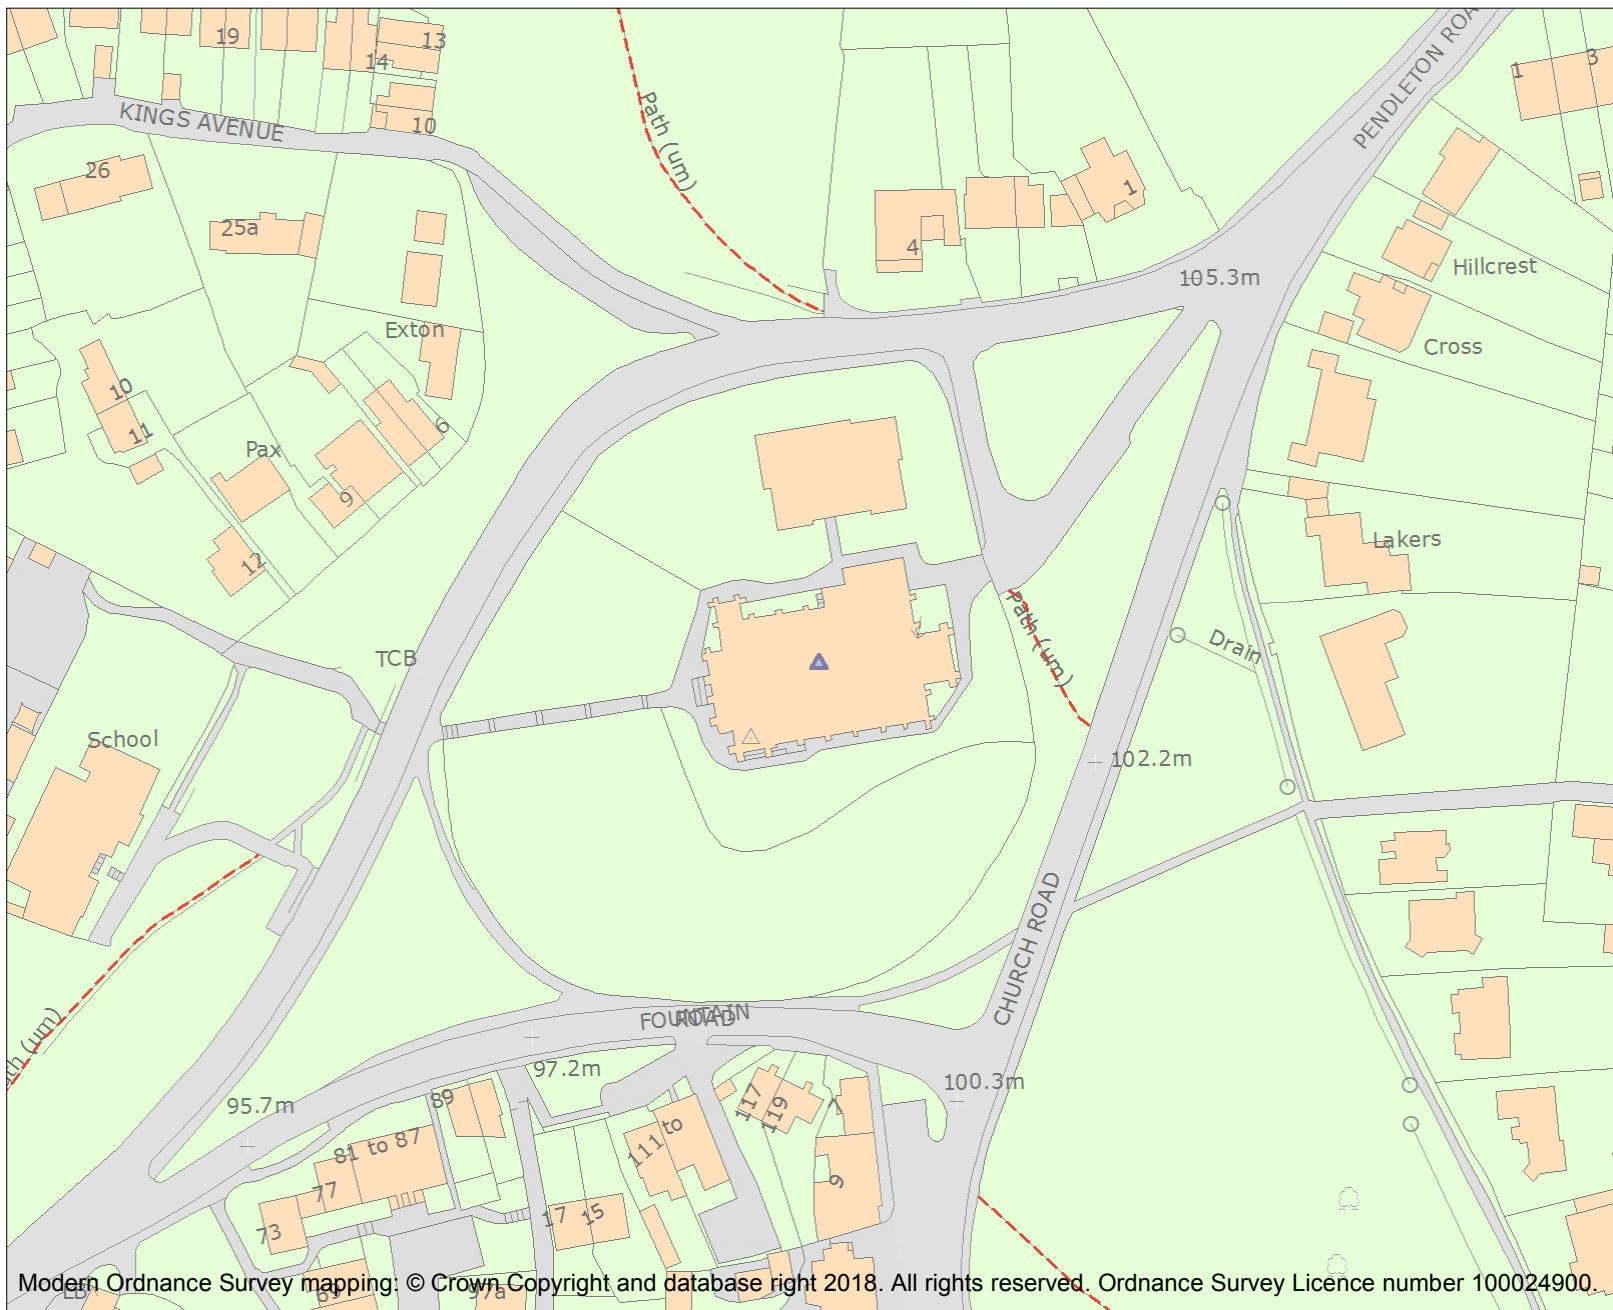 19
14
13
10
KINGS AVENUE
Path (um)
PENDLETON ROA
1
3
26
25a
4
1
105.3m
Hillcrest
Cross
Exton
10
11
Pax
6
9
12
Lakers
TCB
Path (um)
Drain
School
102.2m
CHURCH ROAD
FOUNTAIN
ROAD
th (um)
97.2m
95.7m
100.3m
89
81 to 87
77
73
111 to
117
119
7
9
17
15
LB
69
97a
Modern Ordnance Survey mapping: © Crown Copyright and database right 2018. All rights reserved. Ordnance Survey Licence number 100024900.